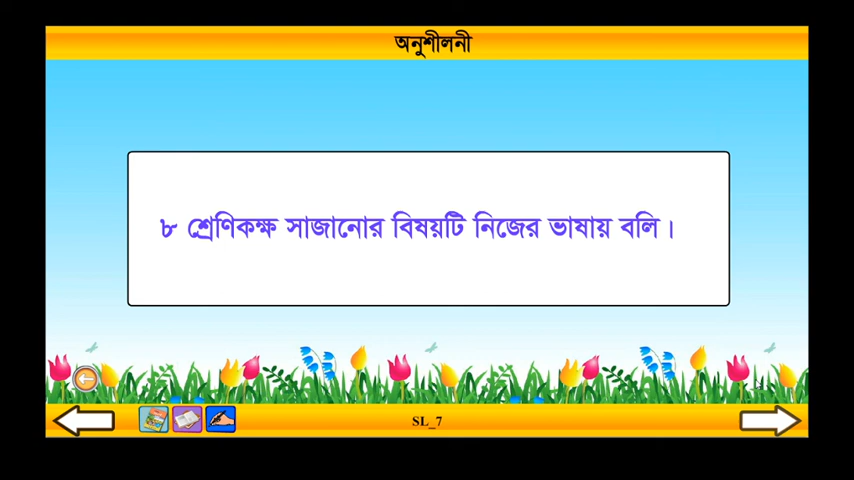 অনুশীলনী
৮ শ্রেণিকক্ষ সাজানোর বিষয়টি নিজের ভাষায় বলি।
SL_7